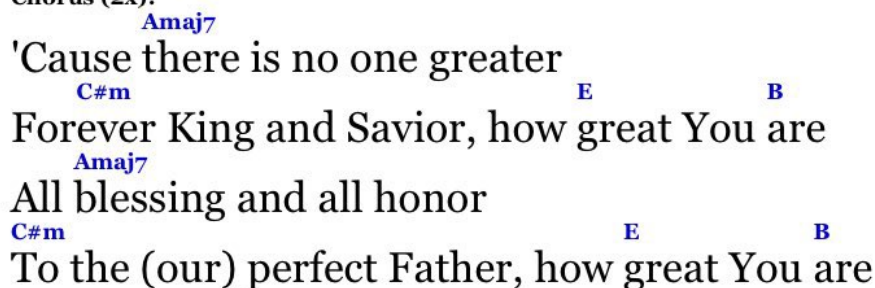 Chorus (2x):
Amaj7
'Cause there is no one greater
C#m E B
Forever King and Savior, how great You are
Amaj7
All blessing and all honor
C#m E B
To the (our) perfect Father, how great You are